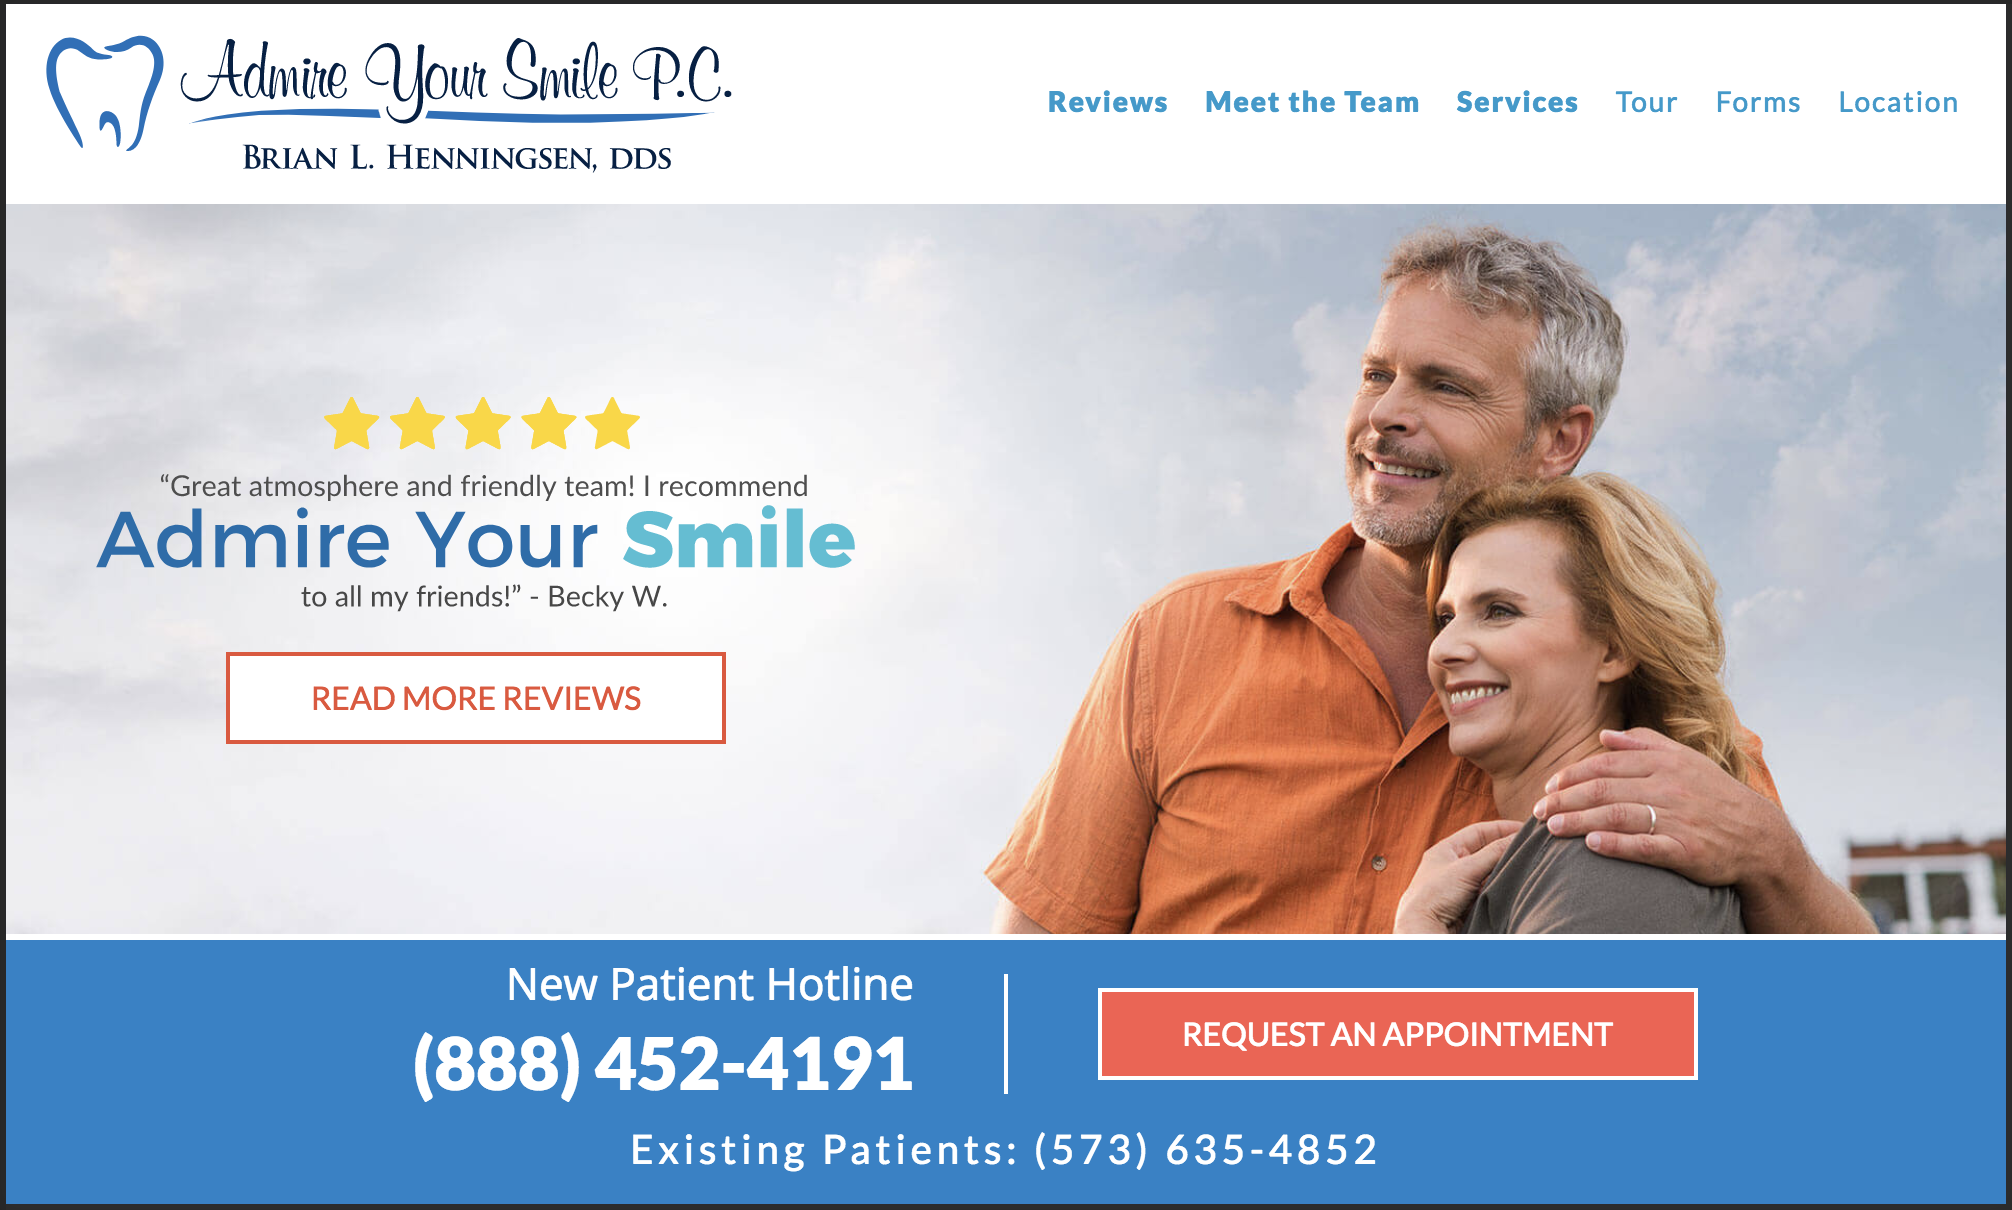 Admire Your Smile P.C.
BRIAN L. HENNINGSEN, DDS
Reviews Meet the Team Services Tour Forms Location
“Great atmosphere and friendly team! I recommend
Admire Your Smile
to all my friends!” - Becky W.
READ MORE REVIEWS
New Patient Hotline
(888) 452-4191
REQUEST AN APPOINTMENT
Existing Patients: (573) 635-4852